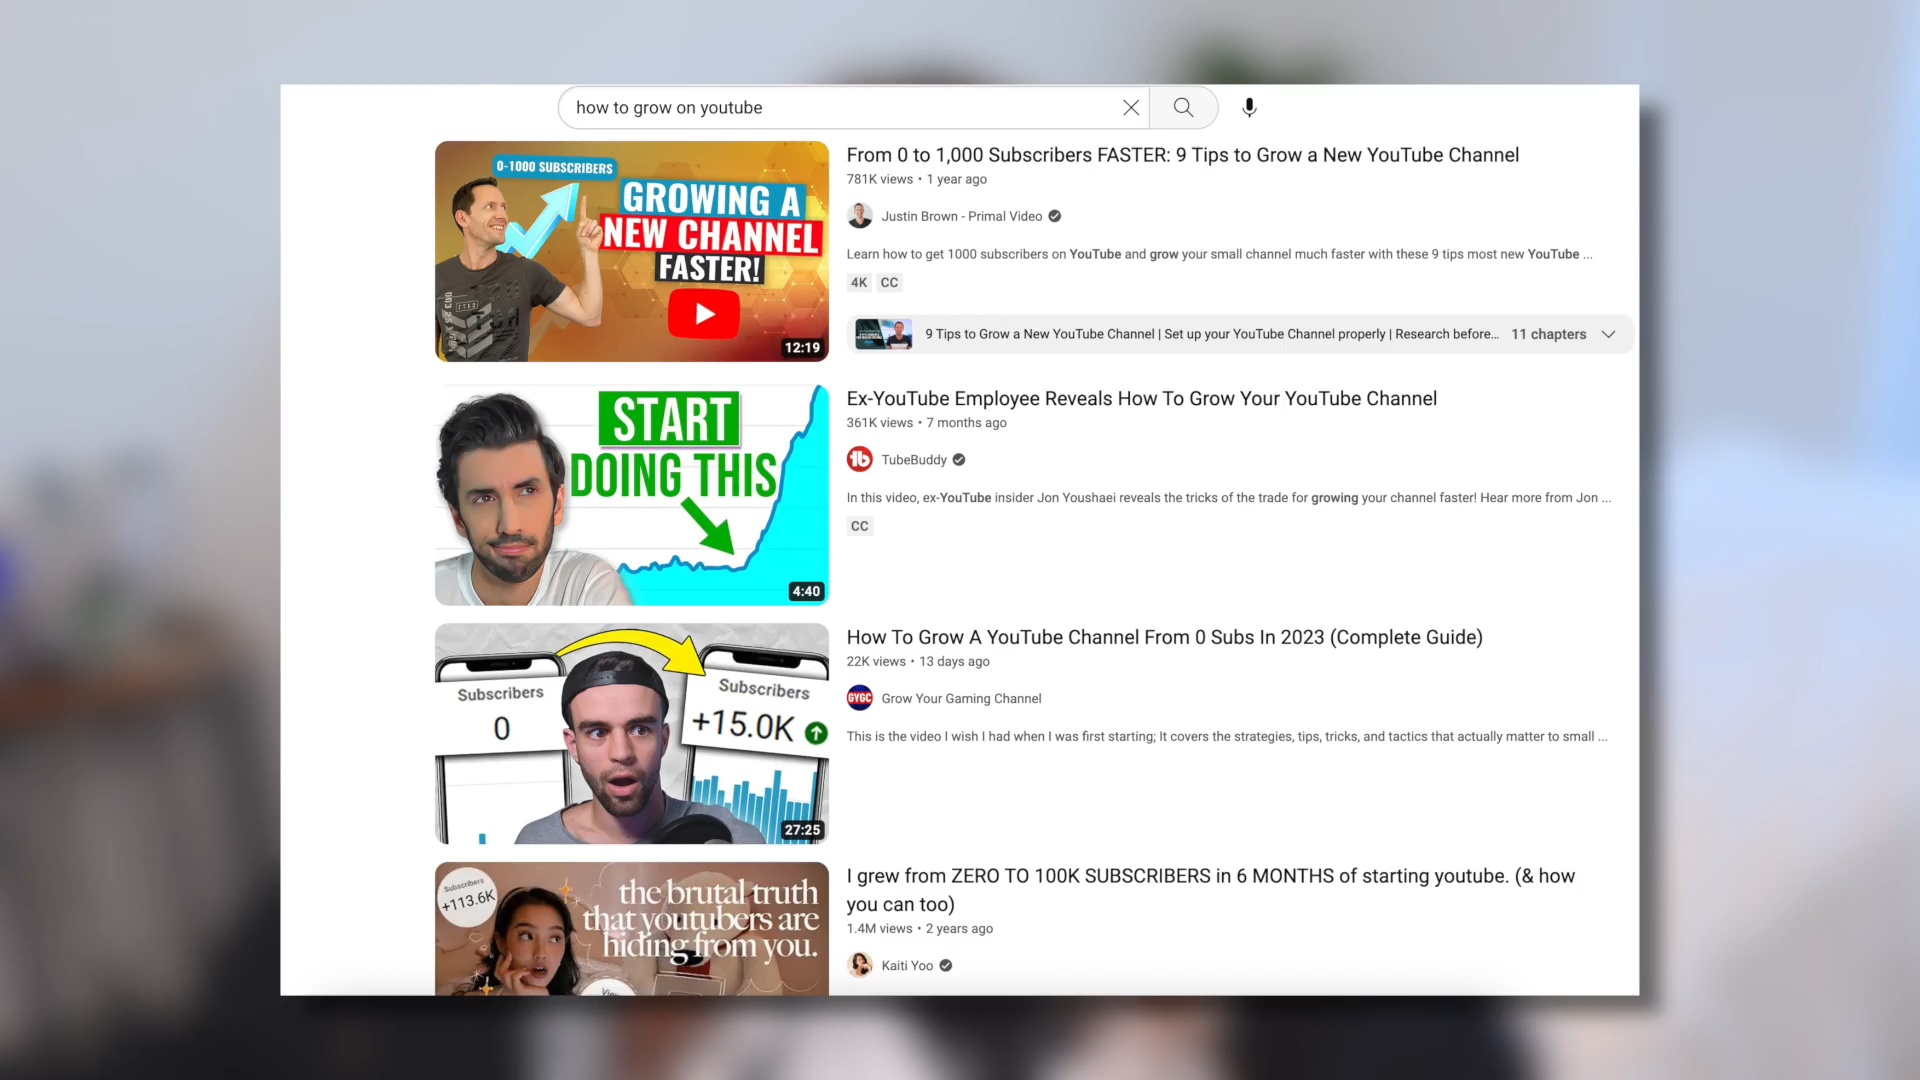 how to grow on youtube
0-1000 SUBSCRIBERS
GROWING A
NEW CHANNEL
FASTER!
12:19
From 0 to 1,000 Subscribers FASTER: 9 Tips to Grow a New YouTube Channel
781K views • 1 year ago
Justin Brown - Primal Video
Learn how to get 1000 subscribers on YouTube and grow your small channel much faster with these 9 tips most new YouTube ...
4K CC
9 Tips to Grow a New YouTube Channel | Set up your YouTube Channel properly | Research before... 11 chapters
START
DOING THIS
4:40
Ex-YouTube Employee Reveals How To Grow Your YouTube Channel
361K views • 7 months ago
TubeBuddy
In this video, ex-YouTube insider Jon Youshaei reveals the tricks of the trade for growing your channel faster! Hear more from Jon ...
CC
Subscribers
0
Subscribers
+15.0K
27:25
How To Grow A YouTube Channel From 0 Subs In 2023 (Complete Guide)
22K views • 13 days ago
GYGC
Grow Your Gaming Channel
This is the video I wish I had when I was first starting; It covers the strategies, tips, tricks, and tactics that actually matter to small ...
Subscribers
+113.6K
the brutal truth
that youtubers are
hiding from you.
I grew from ZERO TO 100K SUBSCRIBERS in 6 MONTHS of starting youtube. (& how
you can too)
1.4M views • 2 years ago
Kaiti Yoo